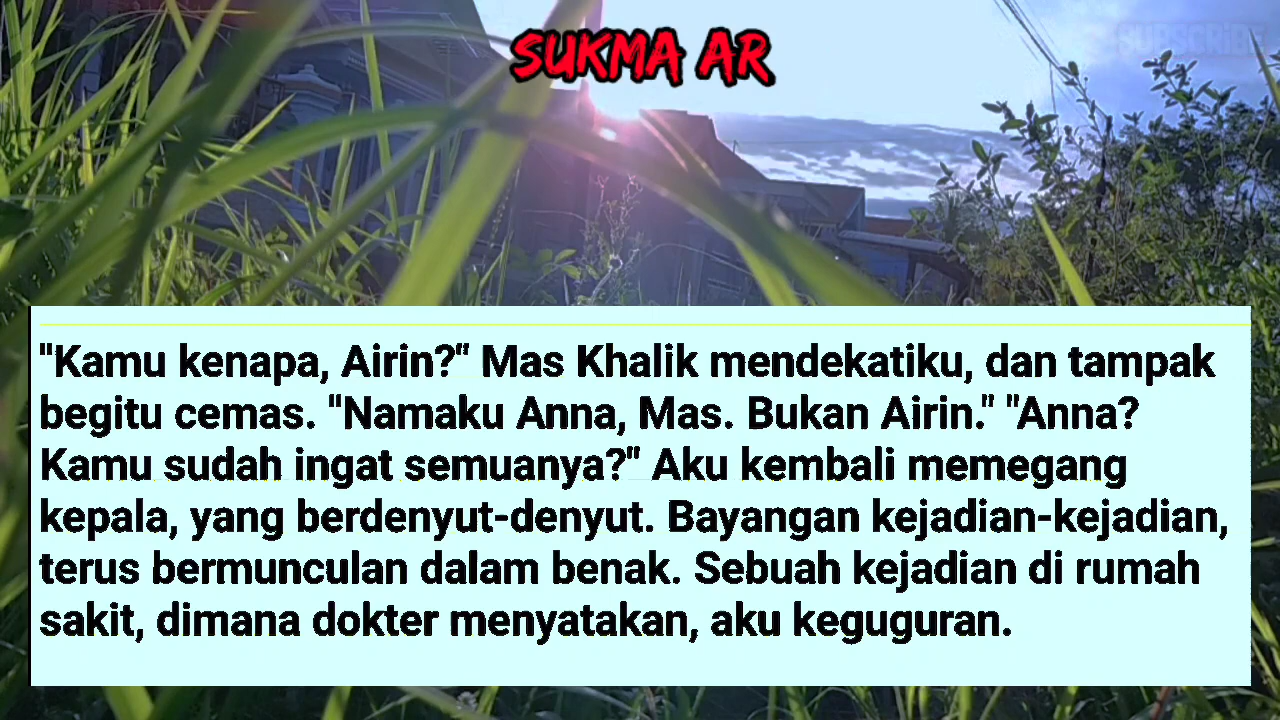 SUKMA AR
SUBSCRIBE
"Kamu kenapa, Airin?" Mas Khalik mendekatiku, dan tampak
begitu cemas. "Namaku Anna, Mas. Bukan Airin." "Anna?
Kamu sudah ingat semuanya?" Aku kembali memegang
kepala, yang berdenyut-denyut. Bayangan kejadian-kejadian,
terus bermunculan dalam benak. Sebuah kejadian di rumah
sakit, dimana dokter menyatakan, aku keguguran.